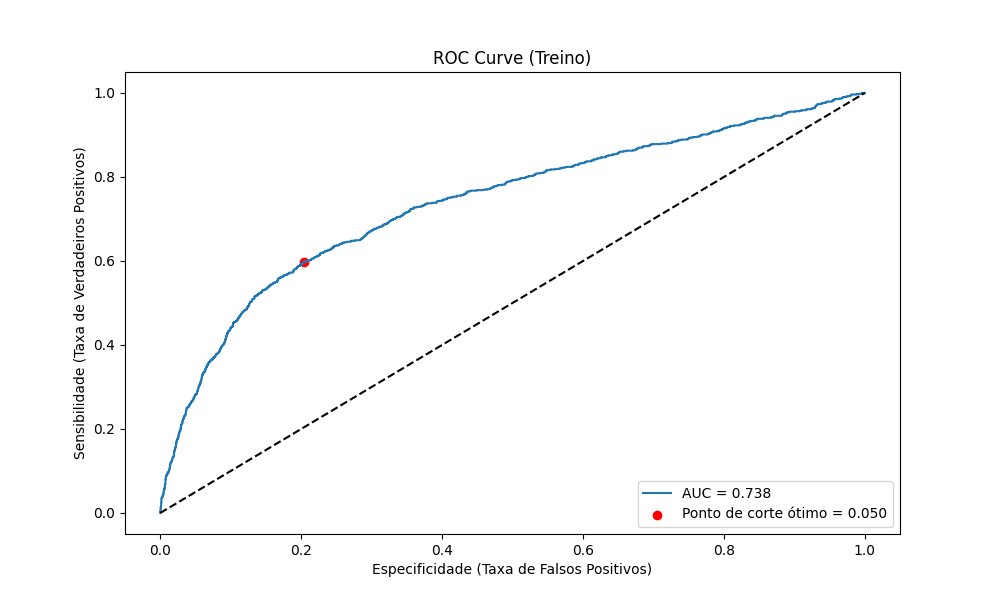 ROC Curve (Treino)
1.0
0.8
0.6
0.4
0.2
0.0
Sensibilidade (Taxa de Verdadeiros Positivos)
AUC = 0.738
Ponto de corte ótimo = 0.050
0.0 0.2 0.4 0.6 0.8 1.0
Especificidade (Taxa de Falsos Positivos)